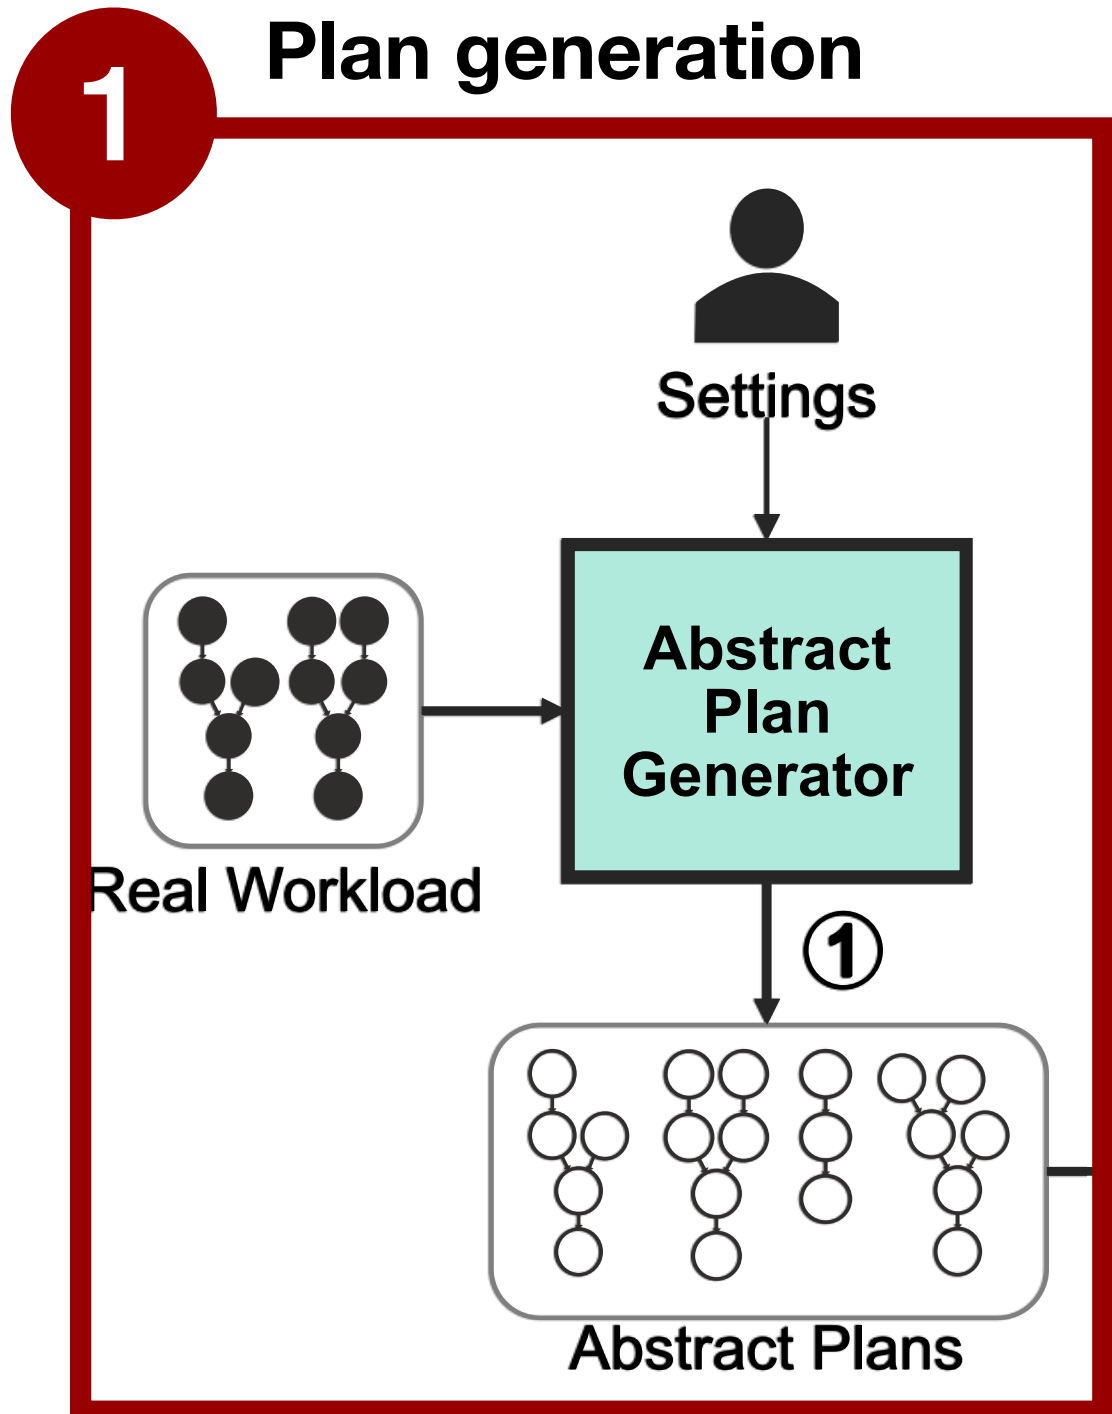 1
Plan generation
Settings
Abstract
Plan
Generator
Real Workload
①
Abstract Plans